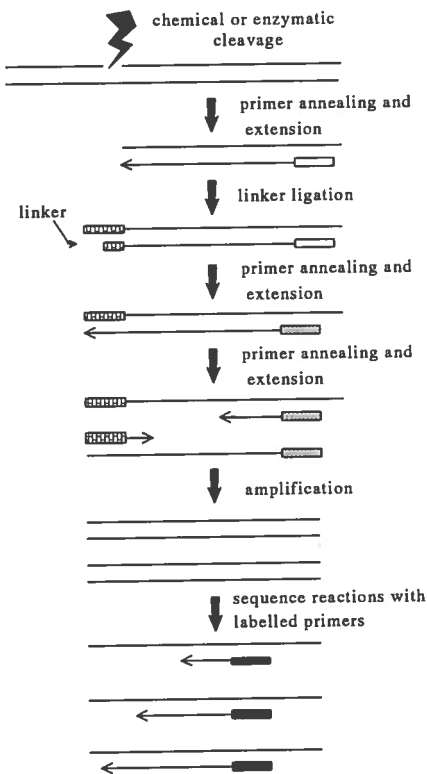 chemical or enzymatic
cleavage
primer annealing and
extension
linker ligation
linker
primer annealing and
extension
primer annealing and
extension
amplification
sequence reactions with
labelled primers